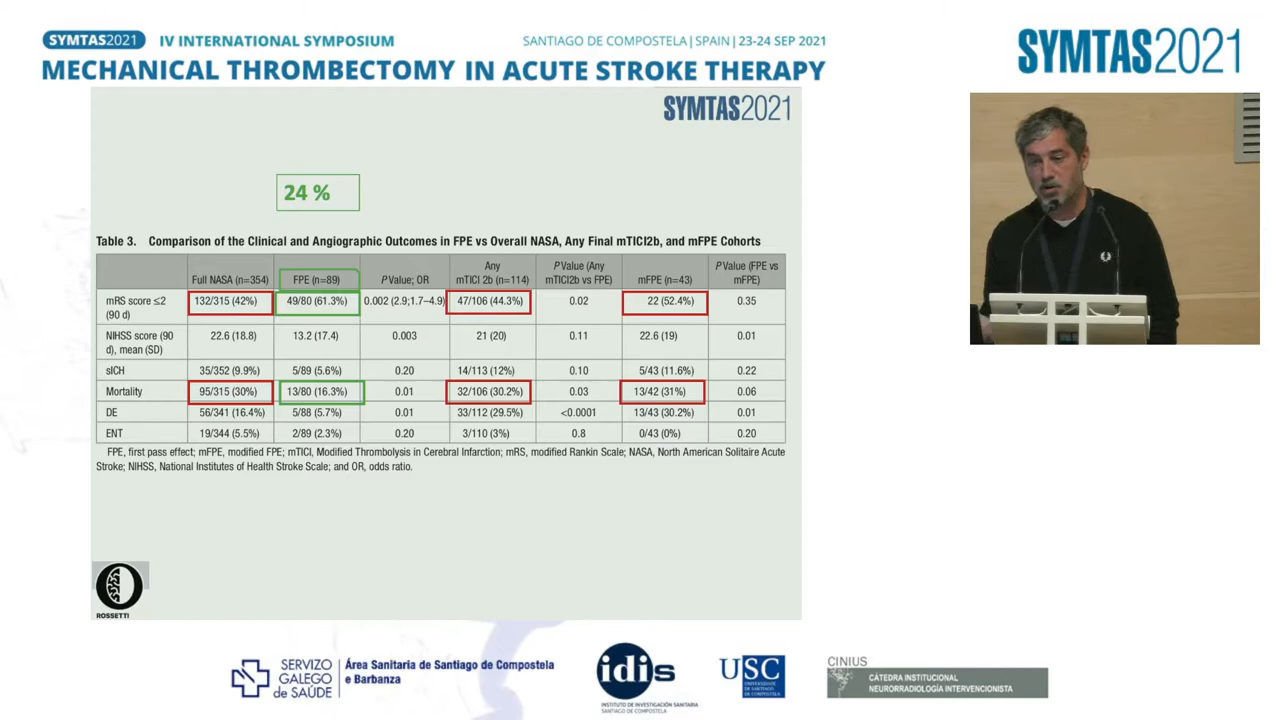 SYMTAS2021 IV INTERNATIONAL SYMPOSIUM SANTIAGO DE COMPOSTELA | SPAIN | 23-24 SEP 2021
MECHANICAL THROMBECTOMY IN ACUTE STROKE THERAPY
SYMTAS2021
SYMTAS2021
24 %
Table 3. Comparison of the Clinical and Angiographic Outcomes in FPE vs Overall NASA, Any Final mTICI2b, and mFPE Cohorts
Full NASA (n=354) FPE (n=89) P Value; OR Any mTICI 2b (n=114) P Value (Any mTICI2b vs FPE) mFPE (n=43) P Value (FPE vs mFPE)
mRS score ≤2 (90 d) 132/315 (42%) 49/80 (61.3%) 0.002 (2.9;1.7–4.9) 47/106 (44.3%) 0.02 22 (52.4%) 0.35
NIHSS score (90 d), mean (SD) 22.6 (18.8) 13.2 (17.4) 0.003 21 (20) 0.11 22.6 (19) 0.01
sICH 35/352 (9.9%) 5/89 (5.6%) 0.20 14/113 (12%) 0.10 5/43 (11.6%) 0.22
Mortality 95/315 (30%) 13/80 (16.3%) 0.01 32/106 (30.2%) 0.03 13/42 (31%) 0.06
DE 56/341 (16.4%) 5/88 (5.7%) 0.01 33/112 (29.5%) <0.0001 13/43 (30.2%) 0.01
ENT 19/344 (5.5%) 2/89 (2.3%) 0.20 3/110 (3%) 0.8 0/43 (0%) 0.20
FPE, first pass effect; mFPE, modified FPE; mTICI, Modified Thrombolysis in Cerebral Infarction; mRS, modified Rankin Scale; NASA, North American Solitaire Acute
Stroke; NIHSS, National Institutes of Health Stroke Scale; and OR, odds ratio.
ROSSETTI
SERVIZO
GALEGO
de SAÚDE
Área Sanitaria de Santiago de Compostela
e Barbanza
idis
INSTITUTO DE INVESTIGACIÓN SANITARIA
SANTIAGO DE COMPOSTELA
USC
UNIVERSIDADE
DE SANTIAGO
DE COMPOSTELA
CINIUS
CÁTEDRA INSTITUCIONAL
NEURORRADIOLOGÍA INTERVENCIONISTA